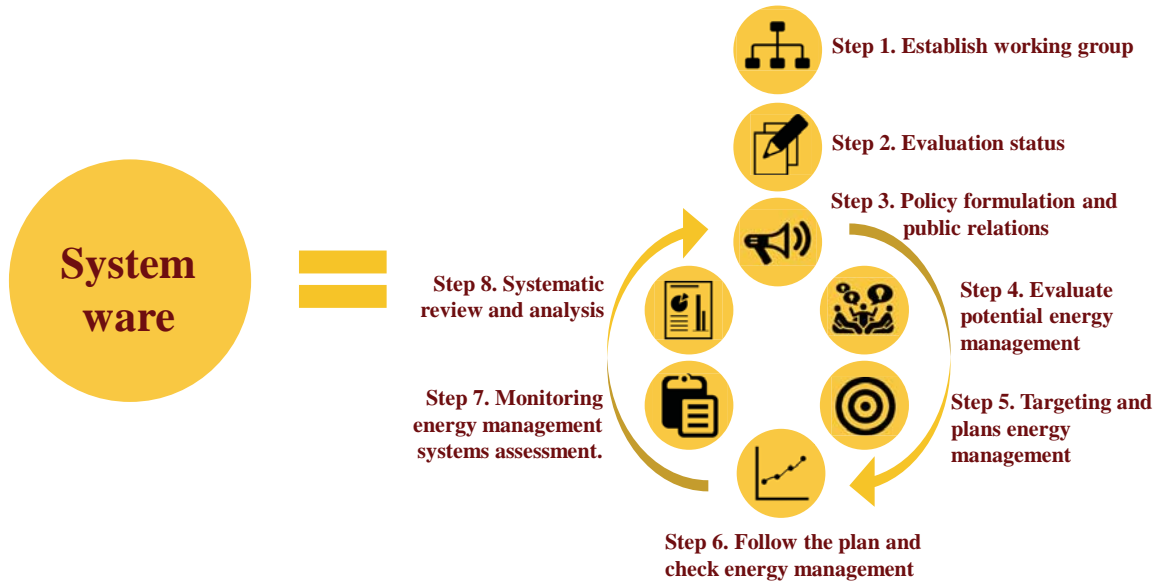 System
ware
Step 1. Establish working group
Step 2. Evaluation status
Step 3. Policy formulation and
public relations
Step 4. Evaluate
potential energy
management
Step 5. Targeting and
plans energy
management
Step 6. Follow the plan and
check energy management
Step 7. Monitoring
energy management
systems assessment.
Step 8. Systematic
review and analysis